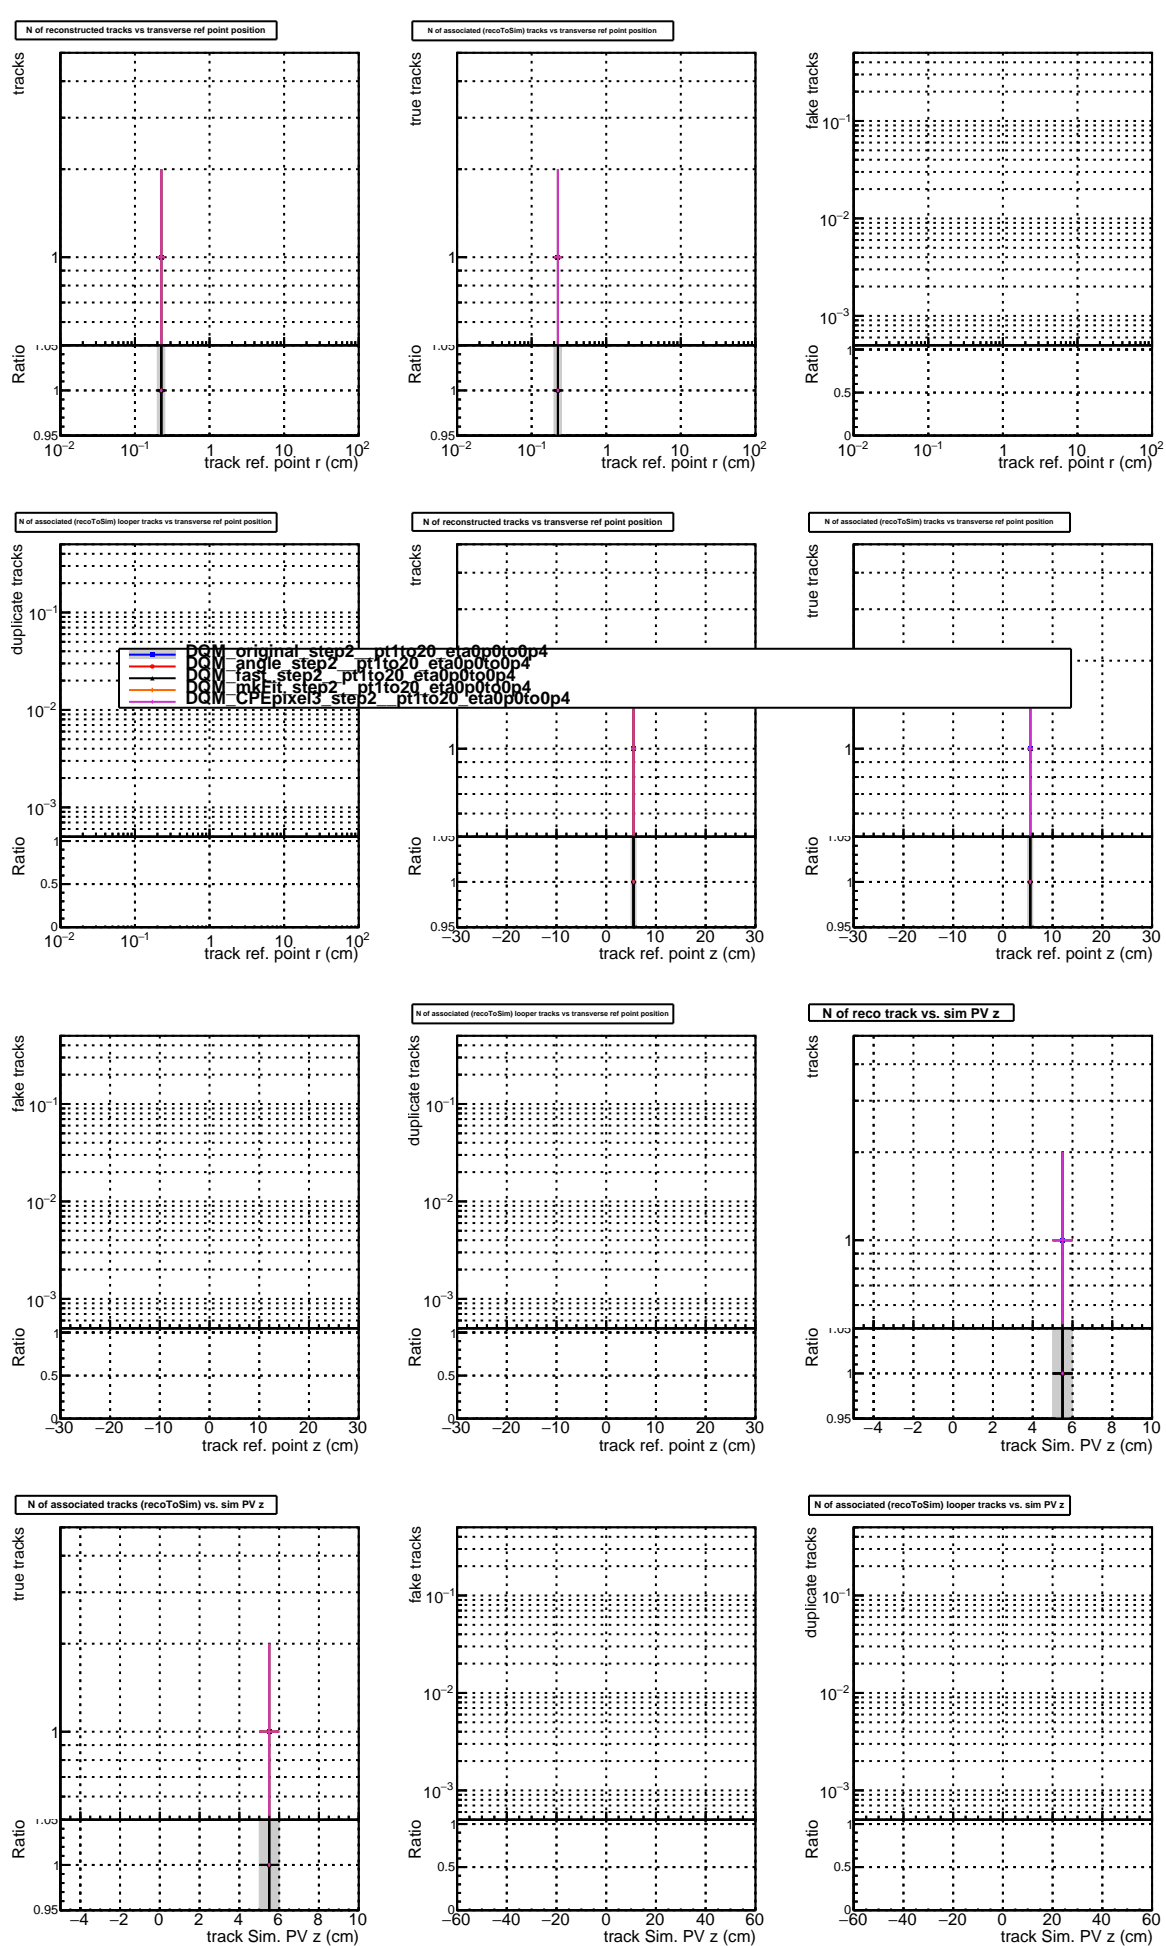 N of reconstructed tracks vs transverse ref point position
tracks
1
1.05
Ratio
1
0.95
10−2 10−1 1 10 102
track ref. point r (cm)
N of associated (recoToSim) tracks vs transverse ref point position
true tracks
1
1.05
Ratio
1
0.95
10−2 10−1 1 10 102
track ref. point r (cm)
fake tracks
10−1
10−2
10−3
Ratio
1
0.5
0
10−2 10−1 1 10 102
track ref. point r (cm)
N of associated (recoToSim) looper tracks vs transverse ref point position
duplicate tracks
10−1
10−2
10−3
Ratio
1
0.5
0
10−2 10−1 1 10 102
track ref. point r (cm)
N of reconstructed tracks vs transverse ref point position
tracks
1
1.05
Ratio
1
0.95
−30 −20 −10 0 10 20 30
track ref. point z (cm)
N of associated (recoToSim) tracks vs transverse ref point position
true tracks
1
1.05
Ratio
1
0.95
−30 −20 −10 0 10 20 30
track ref. point z (cm)
DQM_original_step2__pt1to20_eta0p0to0p4
DQM_angle_step2__pt1to20_eta0p0to0p4
DQM_fast_step2__pt1to20_eta0p0to0p4
DQM_mkFit_step2__pt1to20_eta0p0to0p4
DQM_CPEpixel3_step2__pt1to20_eta0p0to0p4
fake tracks
10−1
10−2
10−3
Ratio
1
0.5
0
−30 −20 −10 0 10 20 30
track ref. point z (cm)
N of associated (recoToSim) looper tracks vs transverse ref point position
duplicate tracks
10−1
10−2
10−3
Ratio
1
0.5
0
−30 −20 −10 0 10 20 30
track ref. point z (cm)
N of reco track vs. sim PV z
tracks
1
1.05
Ratio
1
0.95
−4 −2 0 2 4 6 8 10
track Sim. PV z (cm)
N of associated tracks (recoToSim) vs. sim PV z
true tracks
1
1.05
Ratio
1
0.95
−4 −2 0 2 4 6 8 10
track Sim. PV z (cm)
fake tracks
10−1
10−2
10−3
Ratio
1
0.5
0
−60 −40 −20 0 20 40 60
track Sim. PV z (cm)
N of associated (recoToSim) looper tracks vs. sim PV z
duplicate tracks
10−1
10−2
10−3
Ratio
1
0.5
0
−60 −40 −20 0 20 40 60
track Sim. PV z (cm)